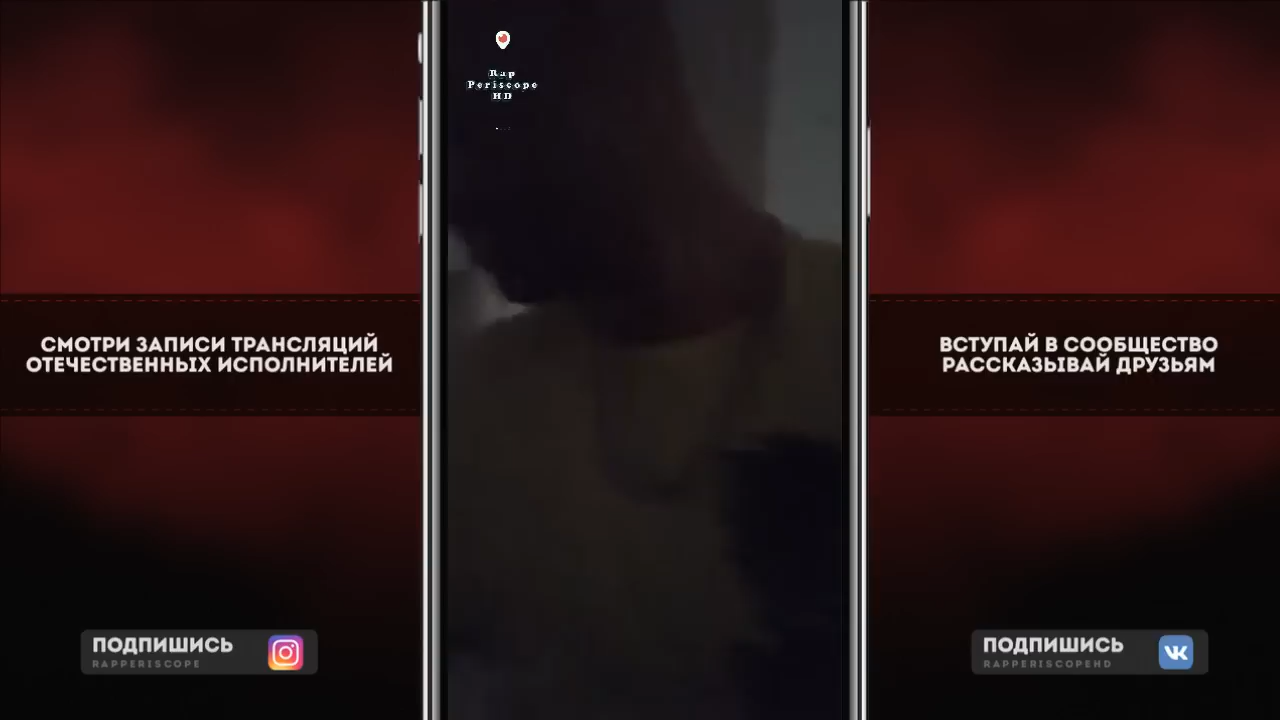 Rap
Periscope
HD
СМОТРИ ЗАПИСИ ТРАНСЛЯЦИЙ
ОТЕЧЕСТВЕННЫХ ИСПОЛНИТЕЛЕЙ
ВСТУПАЙ В СООБЩЕСТВО
РАССКАЗЫВАЙ ДРУЗЬЯМ
ПОДПИШИСЬ
RAPPERISCOPE
ПОДПИШИСЬ
RAPPERISCOPEHD